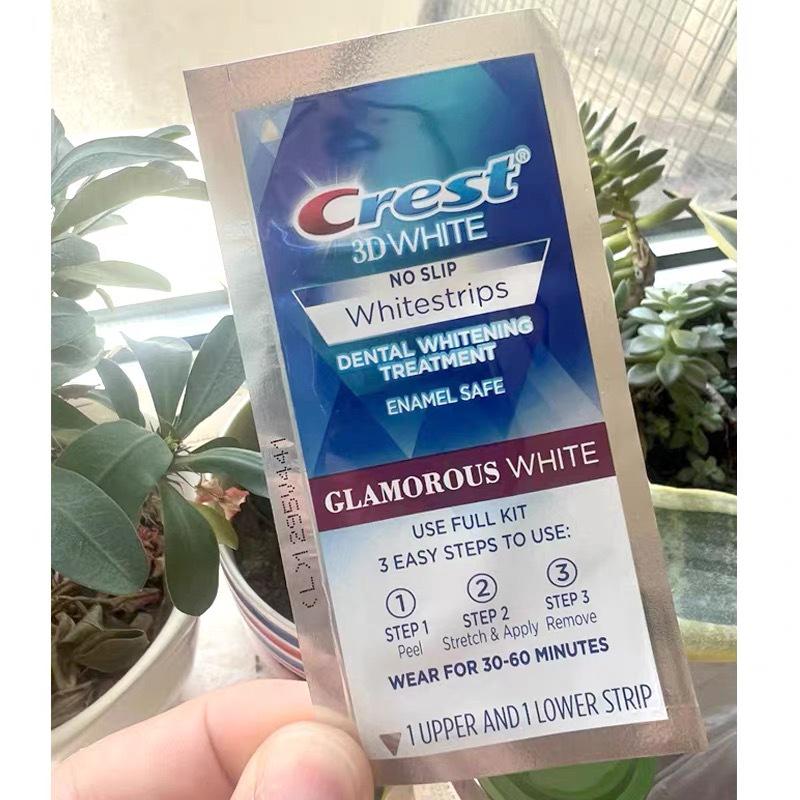 Crest®
3D WHITE
NO SLIP
Whitestrips
DENTAL WHITENING
TREATMENT
ENAMEL SAFE
GLAMOROUS WHITE
USE FULL KIT
3 EASY STEPS TO USE:
1 2 3
STEP 1 STEP 2 STEP 3
Peel Stretch & Apply Remove
WEAR FOR 30-60 MINUTES
1 UPPER AND 1 LOWER STRIP